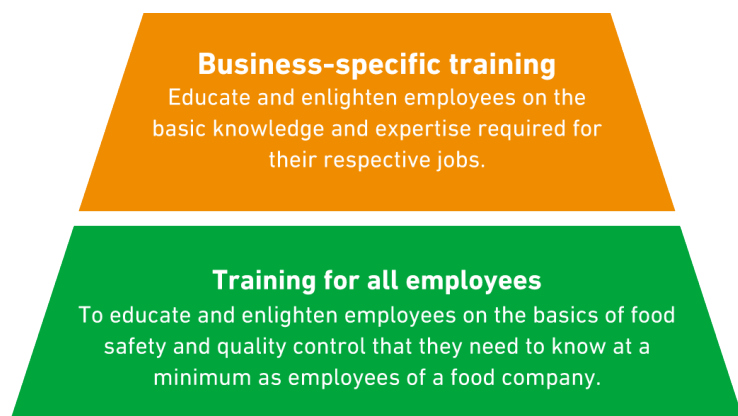 Business-specific training
Educate and enlighten employees on the
basic knowledge and expertise required for
their respective jobs.
Training for all employees
To educate and enlighten employees on the basics of food
safety and quality control that they need to know at a
minimum as employees of a food company.